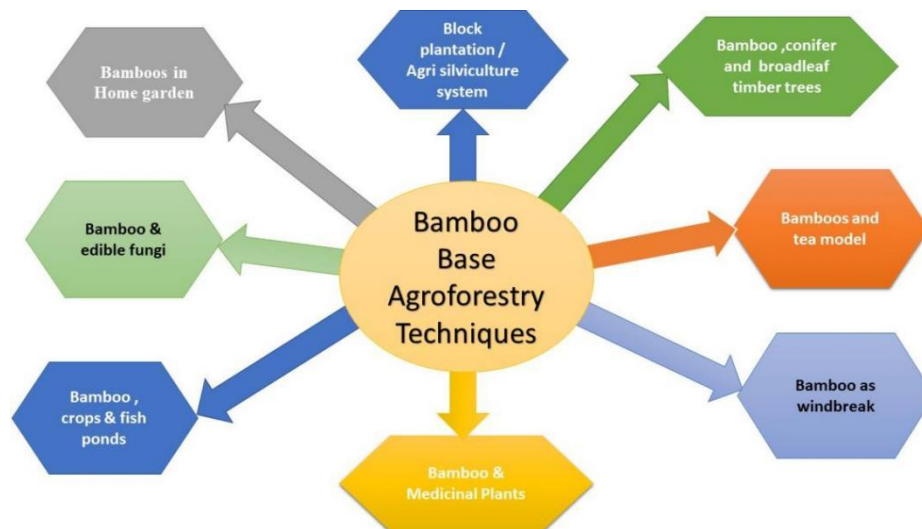 Bamboos in
Home garden
Block
plantation /
Agri silviculture
system
Bamboo ,conifer
and broadleaf
timber trees
Bamboo &
edible fungi
Bamboo
Base
Agroforestry
Techniques
Bamboos and
tea model
Bamboo ,
crops & fish
ponds
Bamboo as
windbreak
Bamboo &
Medicinal Plants